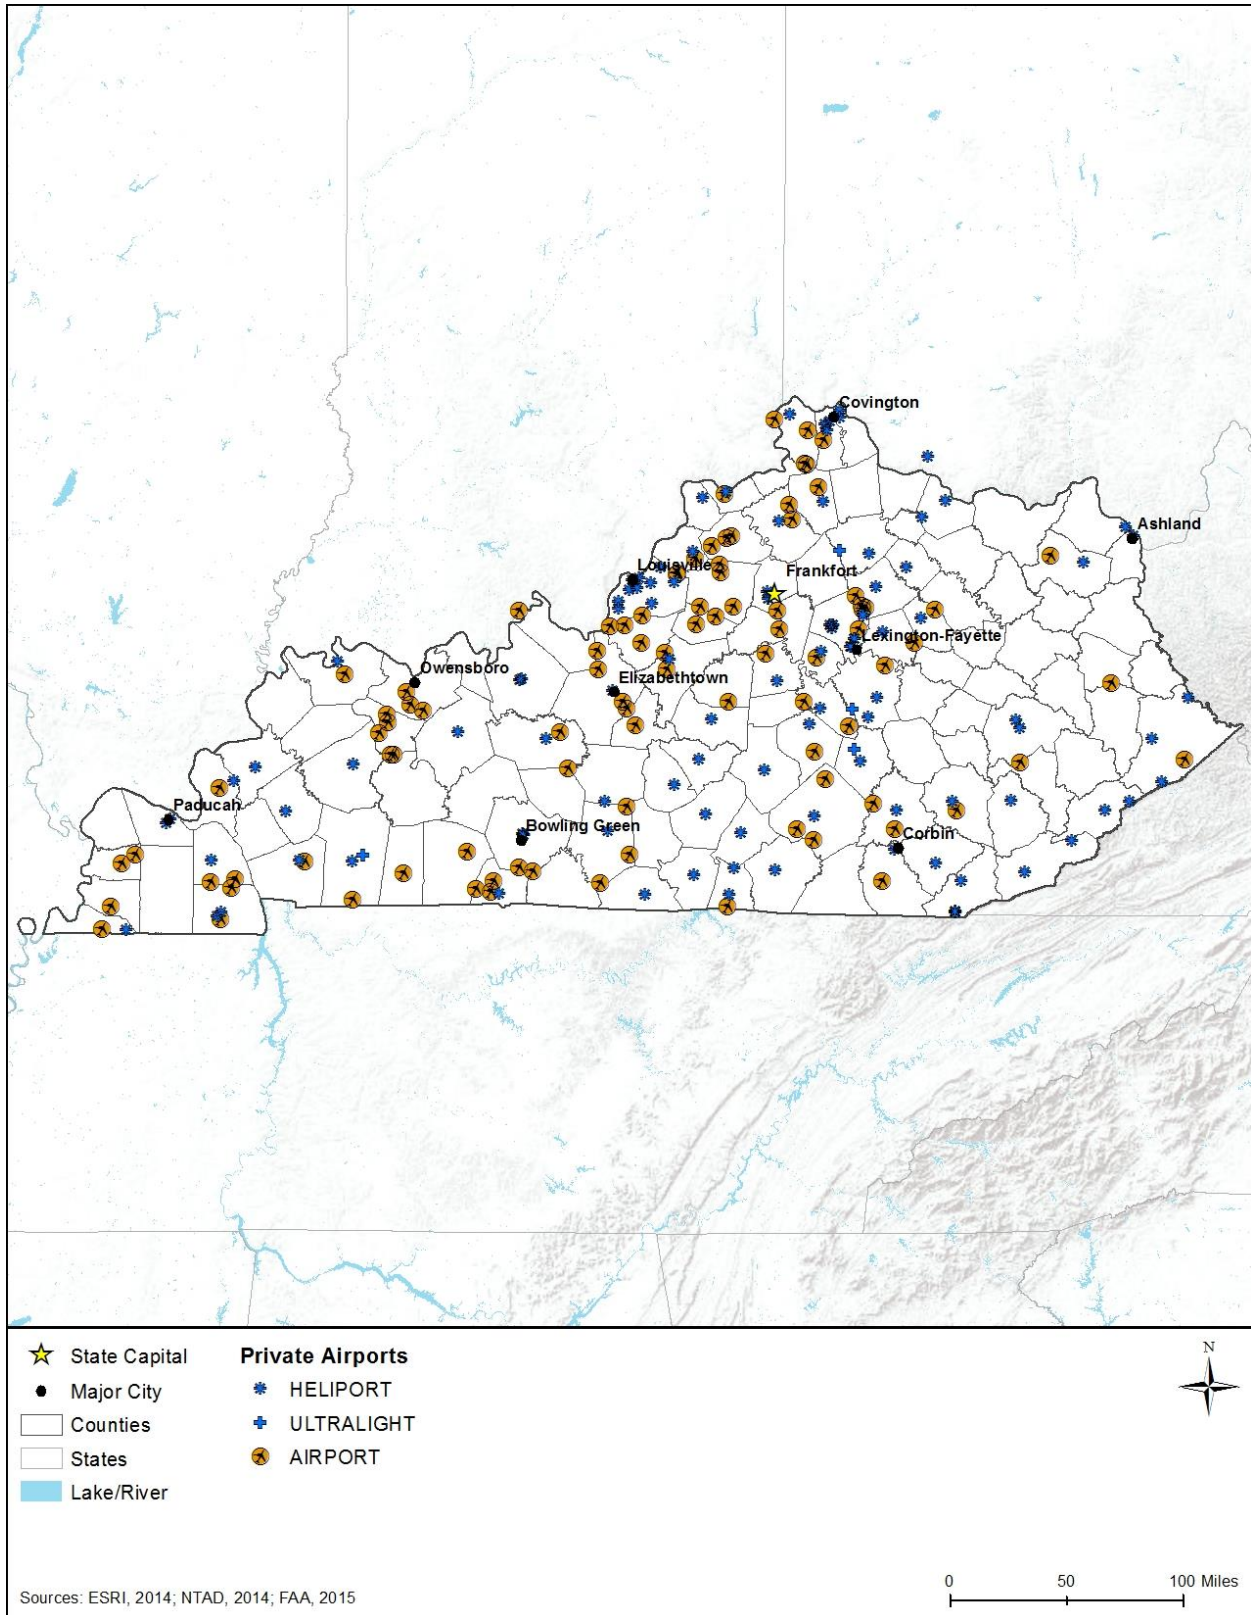 Covington
Ashland
Louisville
Frankfort
Lexington-Fayette
Owensboro
Elizabethtown
Paducah
Bowling Green
Corbin
State Capital
Major City
Counties
States
Lake/River
Private Airports
HELIPORT
ULTRALIGHT
AIRPORT
N
0 50 100 Miles
Sources: ESRI, 2014; NTAD, 2014; FAA, 2015